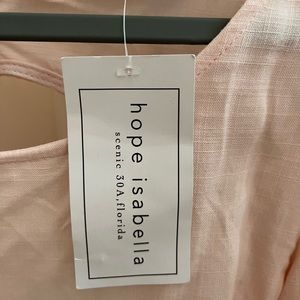 hope isabella
scenic 30A, florida